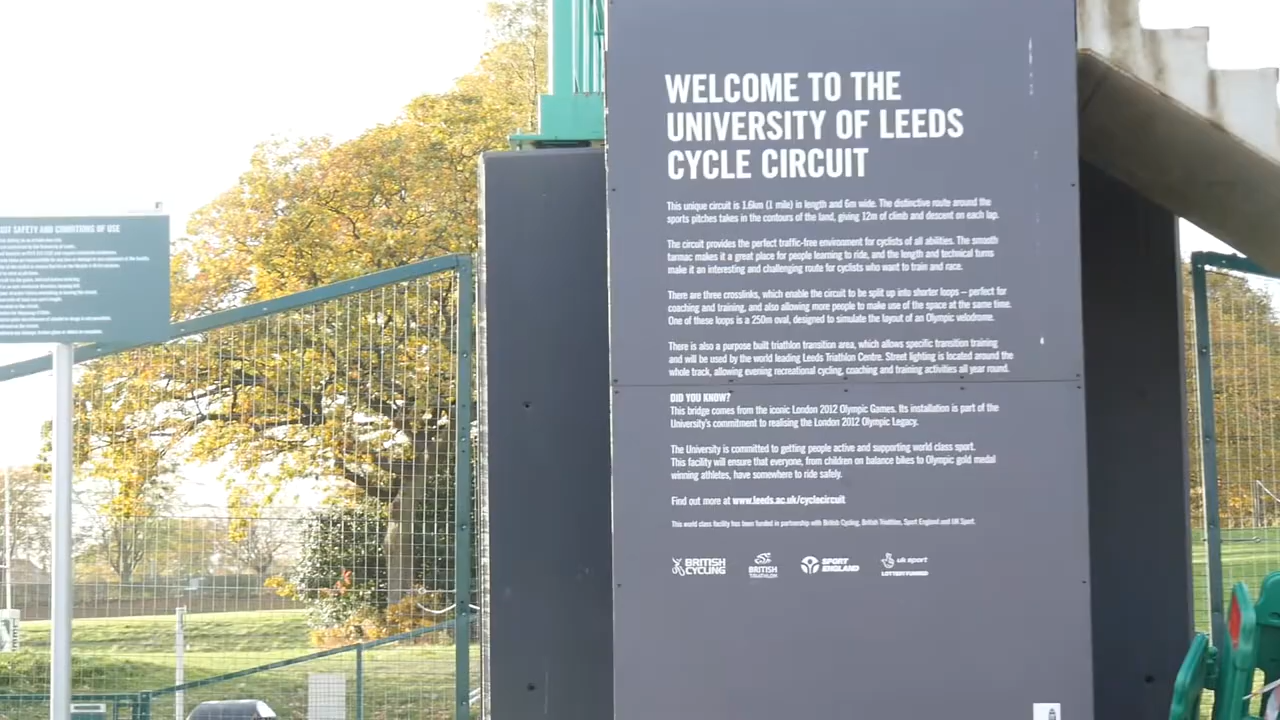 WELCOME TO THE
UNIVERSITY OF LEEDS
CYCLE CIRCUIT
This unique circuit is 1.6km (1 mile) in length and 6m wide. The distinctive route around the
sports pitches takes in the contours of the land, giving 12m of climb and descent on each lap.
The circuit provides the perfect traffic-free environment for cyclists of all abilities. The smooth
tarmac makes it a great place for people learning to ride, and the length and technical turns
make it an interesting and challenging route for cyclists who want to train and race.
There are three crosslinks, which enable the circuit to be split up into shorter loops – perfect for
coaching and training, and also allowing more people to make use of the space at the same time.
One of these loops is a 250m oval, designed to simulate the layout of an Olympic velodrome.
There is also a purpose built triathlon transition area, which allows specific transition training
and will be used by the world leading Leeds Triathlon Centre. Street lighting is located around the
whole track, allowing evening recreational cycling, coaching and training activities all year round.
DID YOU KNOW?
This bridge comes from the iconic London 2012 Olympic Games. Its installation is part of the
University's commitment to realising the London 2012 Olympic Legacy.
The University is committed to getting people active and supporting world class sport.
This facility will ensure that everyone, from children on balance bikes to Olympic gold medal
winning athletes, have somewhere to ride safely.
Find out more at www.leeds.ac.uk/cyclecircuit
This world class facility has been funded in partnership with British Cycling, British Triathlon, Sport England and UK Sport.
BRITISH CYCLING
BRITISH TRIATHLON
SPORT ENGLAND
uk sport
LOTTERY FUNDED
SAFETY AND CONDITIONS OF USE